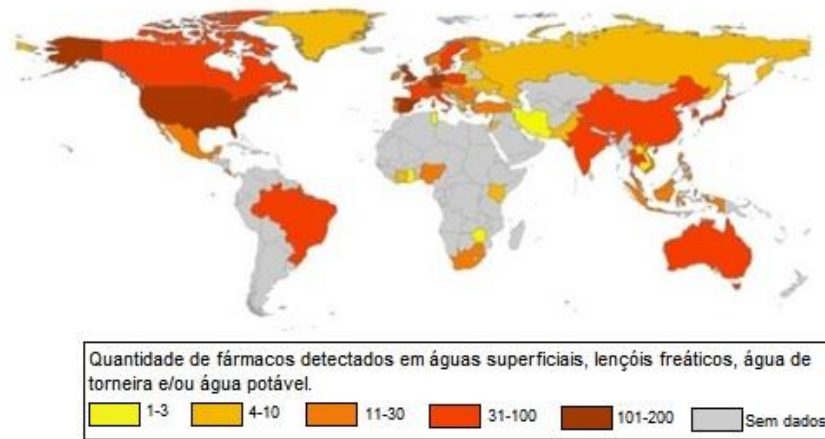 Quantidade de fármacos detectados em águas superficiais, lençóis freáticos, água de
torneira e/ou água potável.
1-3 4-10 11-30 31-100 101-200 Sem dados